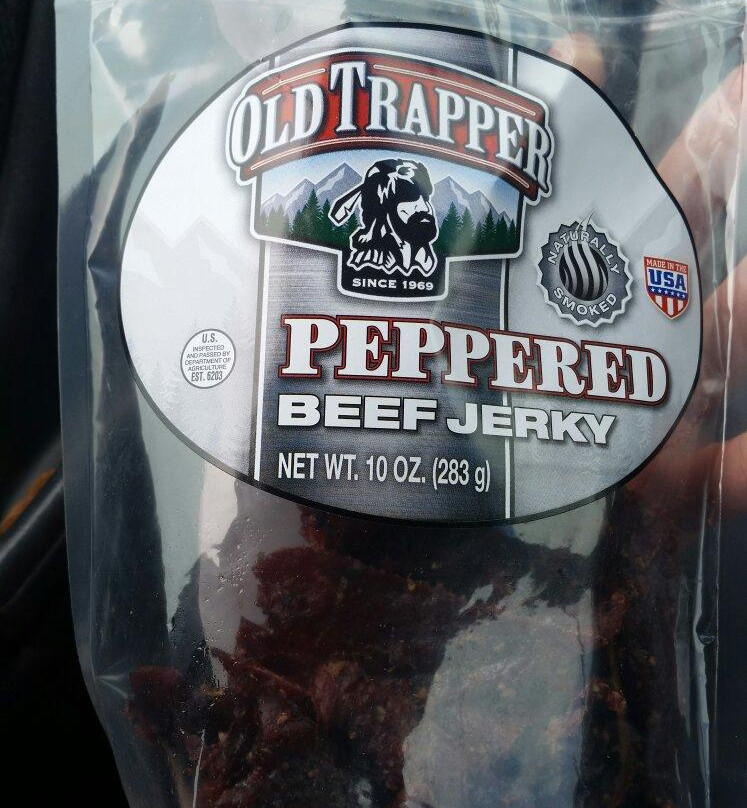 OLD TRAPPER
SINCE 1969
NATURALLY
SMOKED
MADE IN THE
USA
U.S.
INSPECTED
AND PASSED BY
DEPARTMENT OF
AGRICULTURE
EST. 6203
PEPPERED
BEEF JERKY
NET WT. 10 OZ. (283 g)